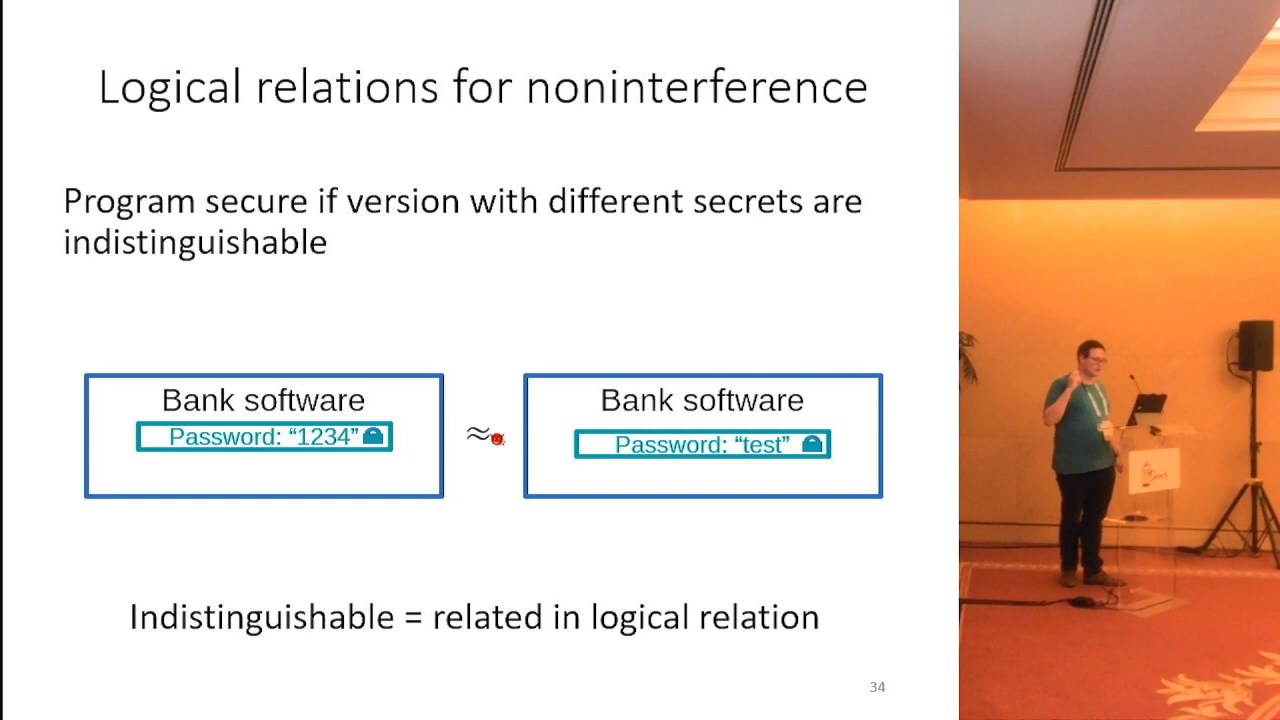 Logical relations for noninterference
Program secure if version with different secrets are
indistinguishable
Bank software
Password: “1234”
≈
Bank software
Password: “test”
Indistinguishable = related in logical relation
34